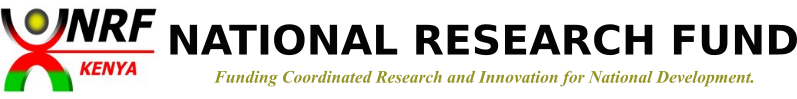 NRF
KENYA
NATIONAL RESEARCH FUND
Funding Coordinated Research and Innovation for National Development.